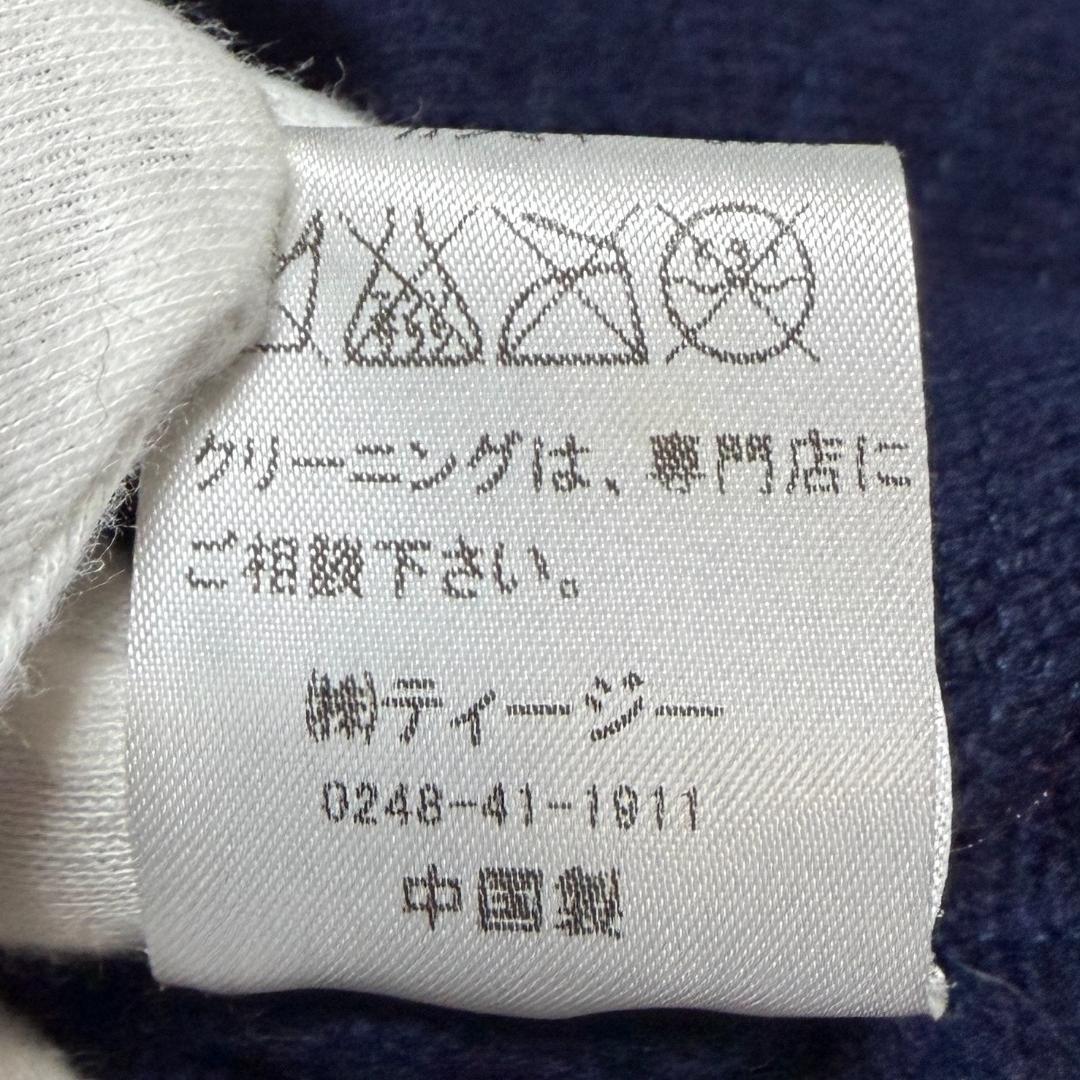 クリーニングは、専門店に
ご相談下さい。
㈱ティージー
0248-41-1911
中国製